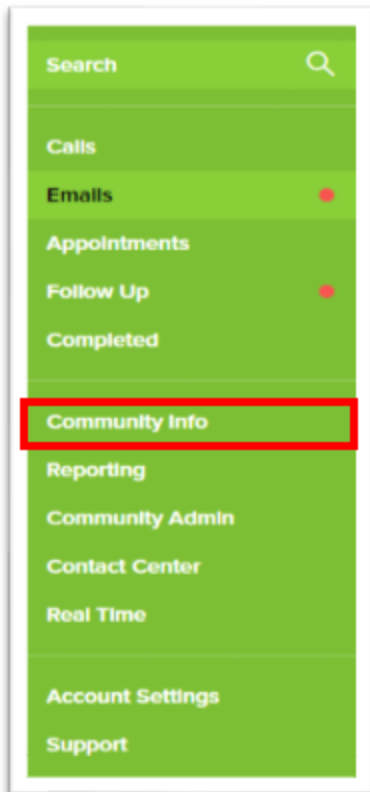 Search
Calls
Emails
Appointments
Follow Up
Completed
Community Info
Reporting
Community Admin
Contact Center
Real Time
Account Settings
Support